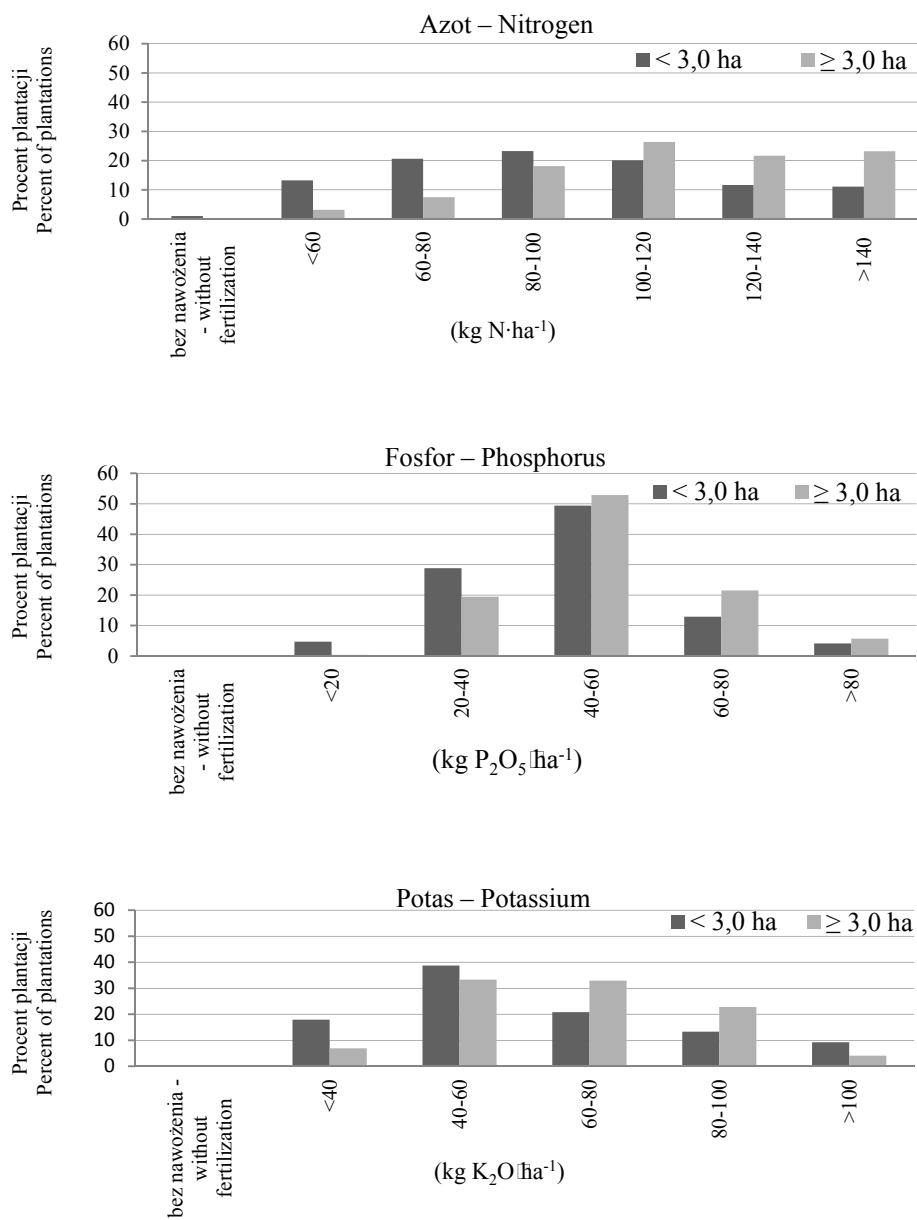 Azot – Nitrogen
Procent plantacji
Percent of plantations
60
50
40
30
20
10
0
< 3,0 ha
≥ 3,0 ha
bez nawożenia
- without
fertilization
<60
60-80
80-100
100-120
120-140
>140
(kg N·ha⁻¹)
Fosfor – Phosphorus
Procent plantacji
Percent of plantations
60
50
40
30
20
10
0
< 3,0 ha
≥ 3,0 ha
bez nawożenia
- without
fertilization
<20
20-40
40-60
60-80
>80
(kg P₂O₅ ha⁻¹)
Potas – Potassium
Procent plantacji
Percent of plantations
60
50
40
30
20
10
0
< 3,0 ha
≥ 3,0 ha
bez nawożenia -
without
fertilization
<40
40-60
60-80
80-100
>100
(kg K₂O ha⁻¹)